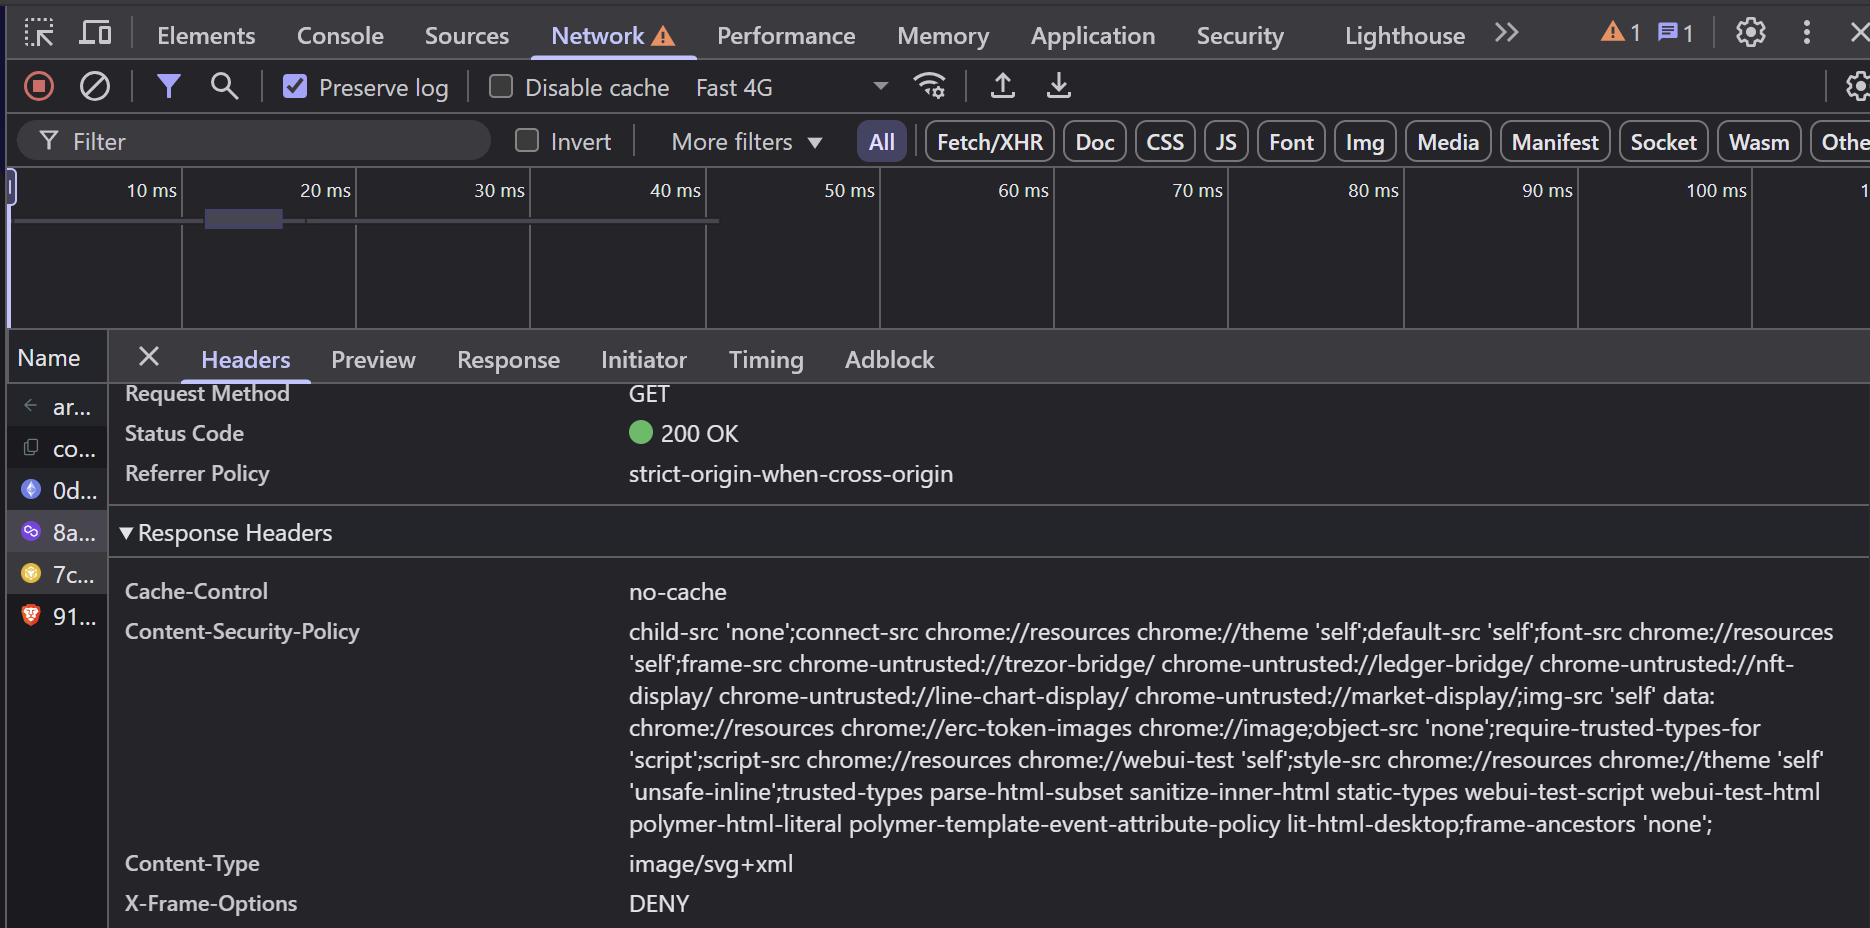 Elements Console Sources Network Performance Memory Application Security Lighthouse 1 1
Preserve log Disable cache Fast 4G
Filter Invert More filters All Fetch/XHR Doc CSS JS Font Img Media Manifest Socket Wasm Othe
10 ms 20 ms 30 ms 40 ms 50 ms 60 ms 70 ms 80 ms 90 ms 100 ms 1
Name Headers Preview Response Initiator Timing Adblock
ar...
co...
0d...
8a...
7c...
91...
Request Method GET
Status Code 200 OK
Referrer Policy strict-origin-when-cross-origin
Response Headers
Cache-Control no-cache
Content-Security-Policy child-src 'none';connect-src chrome://resources chrome://theme 'self';default-src 'self';font-src chrome://resources
'self';frame-src chrome-untrusted://trezor-bridge/ chrome-untrusted://ledger-bridge/ chrome-untrusted://nft-
display/ chrome-untrusted://line-chart-display/ chrome-untrusted://market-display/;img-src 'self' data:
chrome://resources chrome://erc-token-images chrome://image;object-src 'none';require-trusted-types-for
'script';script-src chrome://resources chrome://webui-test 'self';style-src chrome://resources chrome://theme 'self'
'unsafe-inline';trusted-types parse-html-subset sanitize-inner-html static-types webui-test-script webui-test-html
polymer-html-literal polymer-template-event-attribute-policy lit-html-desktop;frame-ancestors 'none';
Content-Type image/svg+xml
X-Frame-Options DENY